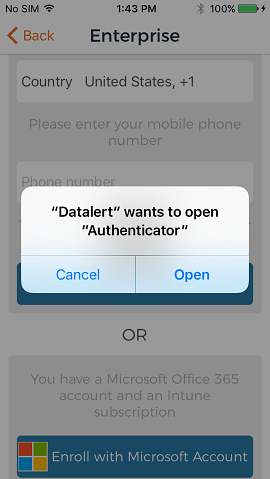 No SIM 1:43 PM 100%
Back Enterprise
Country United States, +1
Please enter your mobile phone
number
Phone number
"Datalert" wants to open
"Authenticator"
Cancel Open
OR
You have a Microsoft Office 365
account and an Intune
subscription
Enroll with Microsoft Account